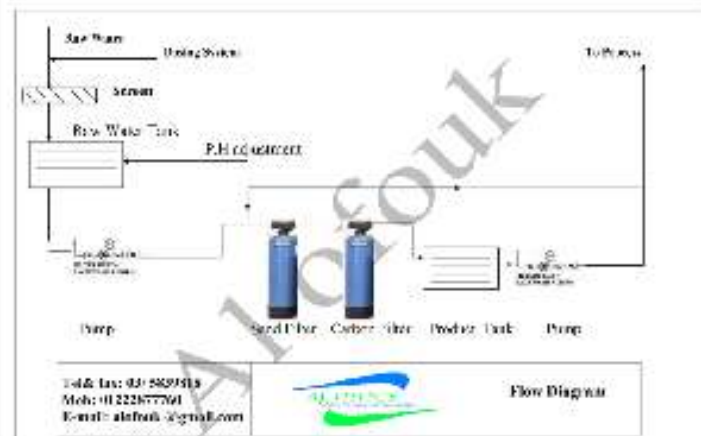 Raw Water
Dosing System
To Process
Screen
Raw Water Tank
P.H adjustment
Alofouk
Pump
Sand Filter
Carbon Filter
Product Tank
Pump
Tel& fax: 03/
Mob:
E-mail:
Flow Diagram